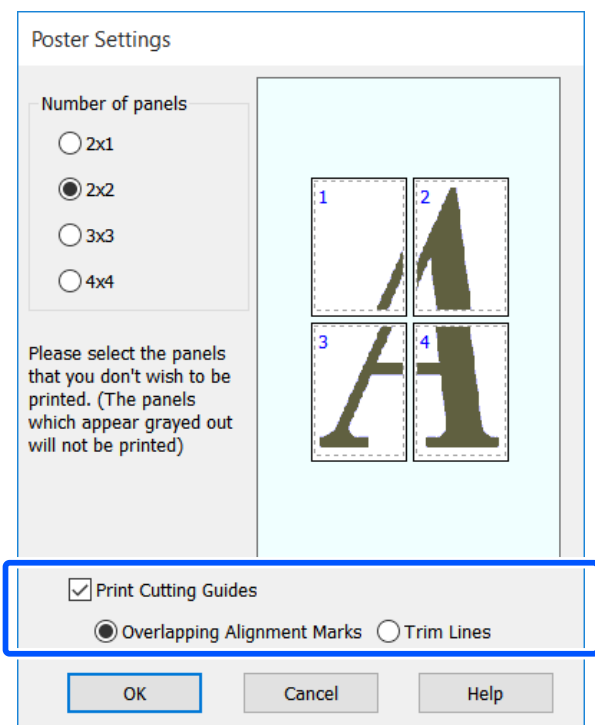 Poster Settings
Number of panels
2x1
2x2
3x3
4x4
1
2
3
4
Please select the panels
that you don't wish to be
printed. (The panels
which appear grayed out
will not be printed)
Print Cutting Guides
Overlapping Alignment Marks
Trim Lines
OK
Cancel
Help